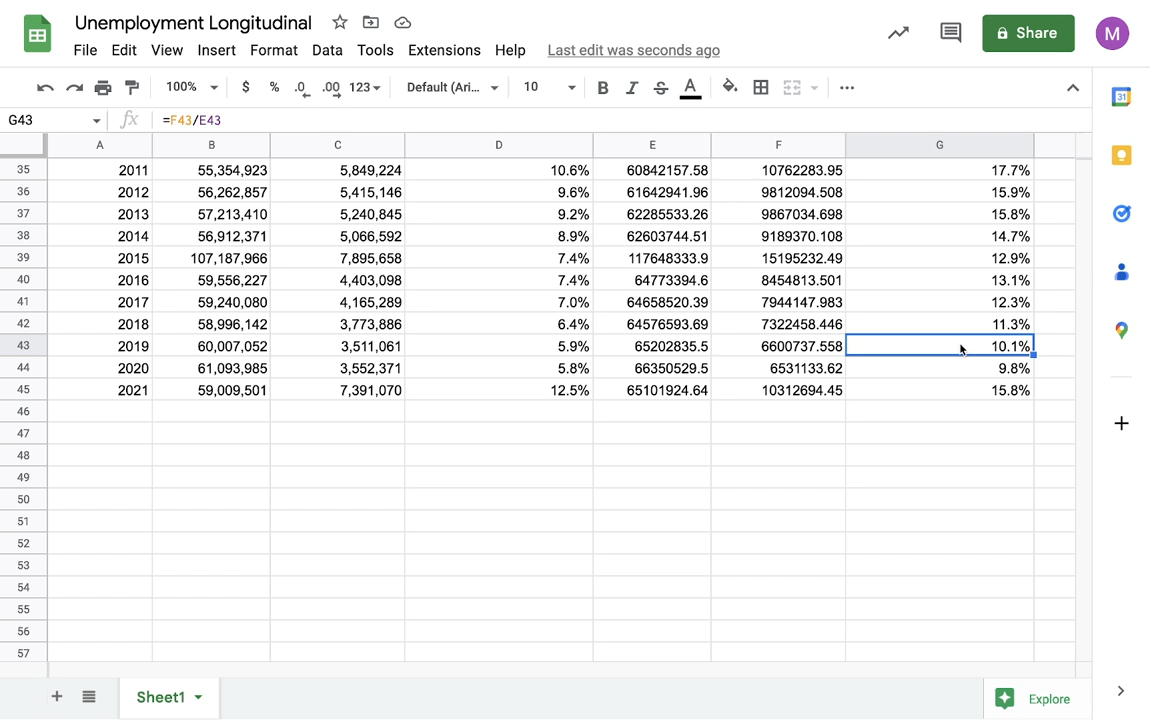 Unemployment Longitudinal
File Edit View Insert Format Data Tools Extensions Help Last edit was seconds ago
Share
M
100% $ % .0 .00 123 Default (Ari... 10 B I S A
31
G43 fx =F43/E43
A B C D E F G
35 2011 55,354,923 5,849,224 10.6% 60842157.58 10762283.95 17.7%
36 2012 56,262,857 5,415,146 9.6% 61642941.96 9812094.508 15.9%
37 2013 57,213,410 5,240,845 9.2% 62285533.26 9867034.698 15.8%
38 2014 56,912,371 5,066,592 8.9% 62603744.51 9189370.108 14.7%
39 2015 107,187,966 7,895,658 7.4% 117648333.9 15195232.49 12.9%
40 2016 59,556,227 4,403,098 7.4% 64773394.6 8454813.501 13.1%
41 2017 59,240,080 4,165,289 7.0% 64658520.39 7944147.983 12.3%
42 2018 58,996,142 3,773,886 6.4% 64576593.69 7322458.446 11.3%
43 2019 60,007,052 3,511,061 5.9% 65202835.5 6600737.558 10.1%
44 2020 61,093,985 3,552,371 5.8% 66350529.5 6531133.62 9.8%
45 2021 59,009,501 7,391,070 12.5% 65101924.64 10312694.45 15.8%
46
47
48
49
50
51
52
53
54
55
56
57
Sheet1
Explore